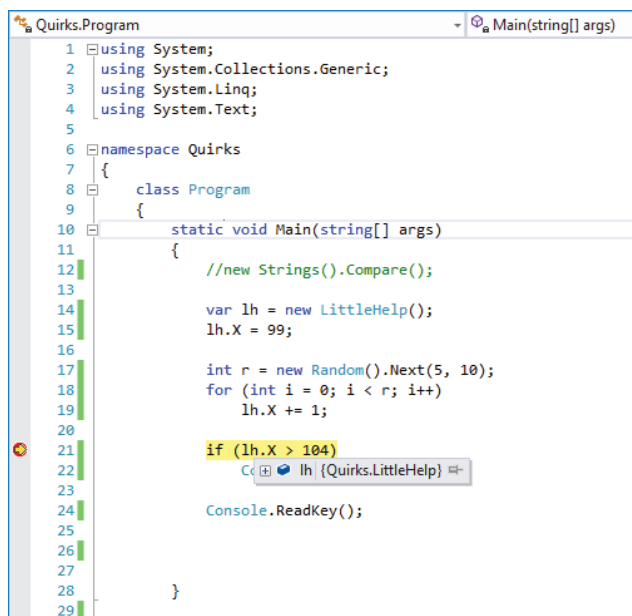 Quirks.Program Main(string[] args)
1 using System;
2 using System.Collections.Generic;
3 using System.Linq;
4 using System.Text;
5
6 namespace Quirks
7 {
8 class Program
9 {
10 static void Main(string[] args)
11 {
12 //new Strings().Compare();
13
14 var lh = new LittleHelp();
15 lh.X = 99;
16
17 int r = new Random().Next(5, 10);
18 for (int i = 0; i < r; i++)
19 lh.X += 1;
20
21 if (lh.X > 104)
22 lh {Quirks.LittleHelp}
23
24 Console.ReadKey();
25
26
27
28 }
29